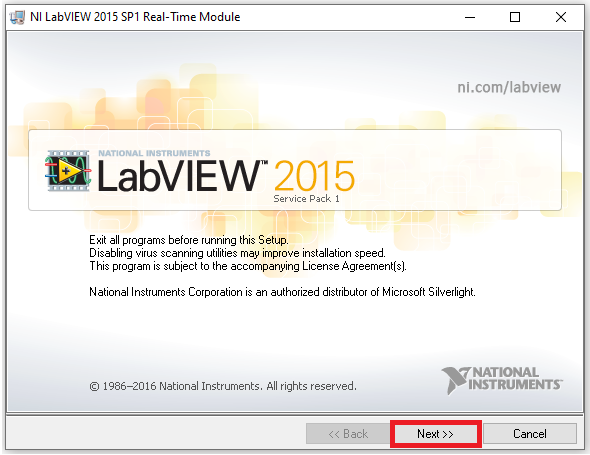 NI LabVIEW 2015 SP1 Real-Time Module
ni.com/labview
NATIONAL INSTRUMENTS
LabVIEW™ 2015
Service Pack 1
Exit all programs before running this Setup.
Disabling virus scanning utilities may improve installation speed.
This program is subject to the accompanying License Agreement(s).
National Instruments Corporation is an authorized distributor of Microsoft Silverlight.
© 1986–2016 National Instruments. All rights reserved.
NATIONAL
INSTRUMENTS
<< Back
Next >>
Cancel